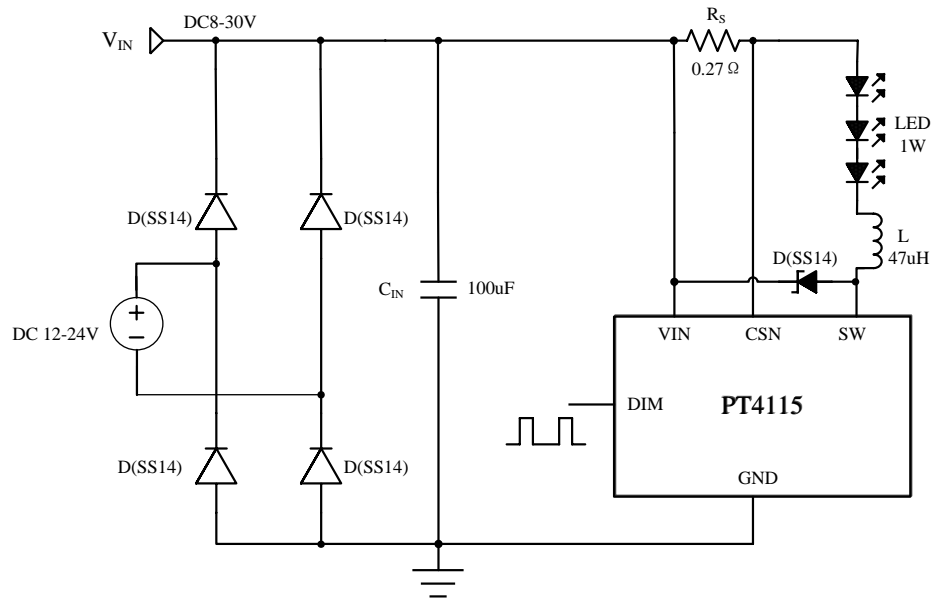 DC8-30V
V_IN
R_S
0.27 Ω
LED
1W
D(SS14)
D(SS14)
L
47uH
D(SS14)
C_IN
100uF
DC 12-24V
+
−
VIN
CSN
SW
DIM
PT4115
D(SS14)
D(SS14)
GND